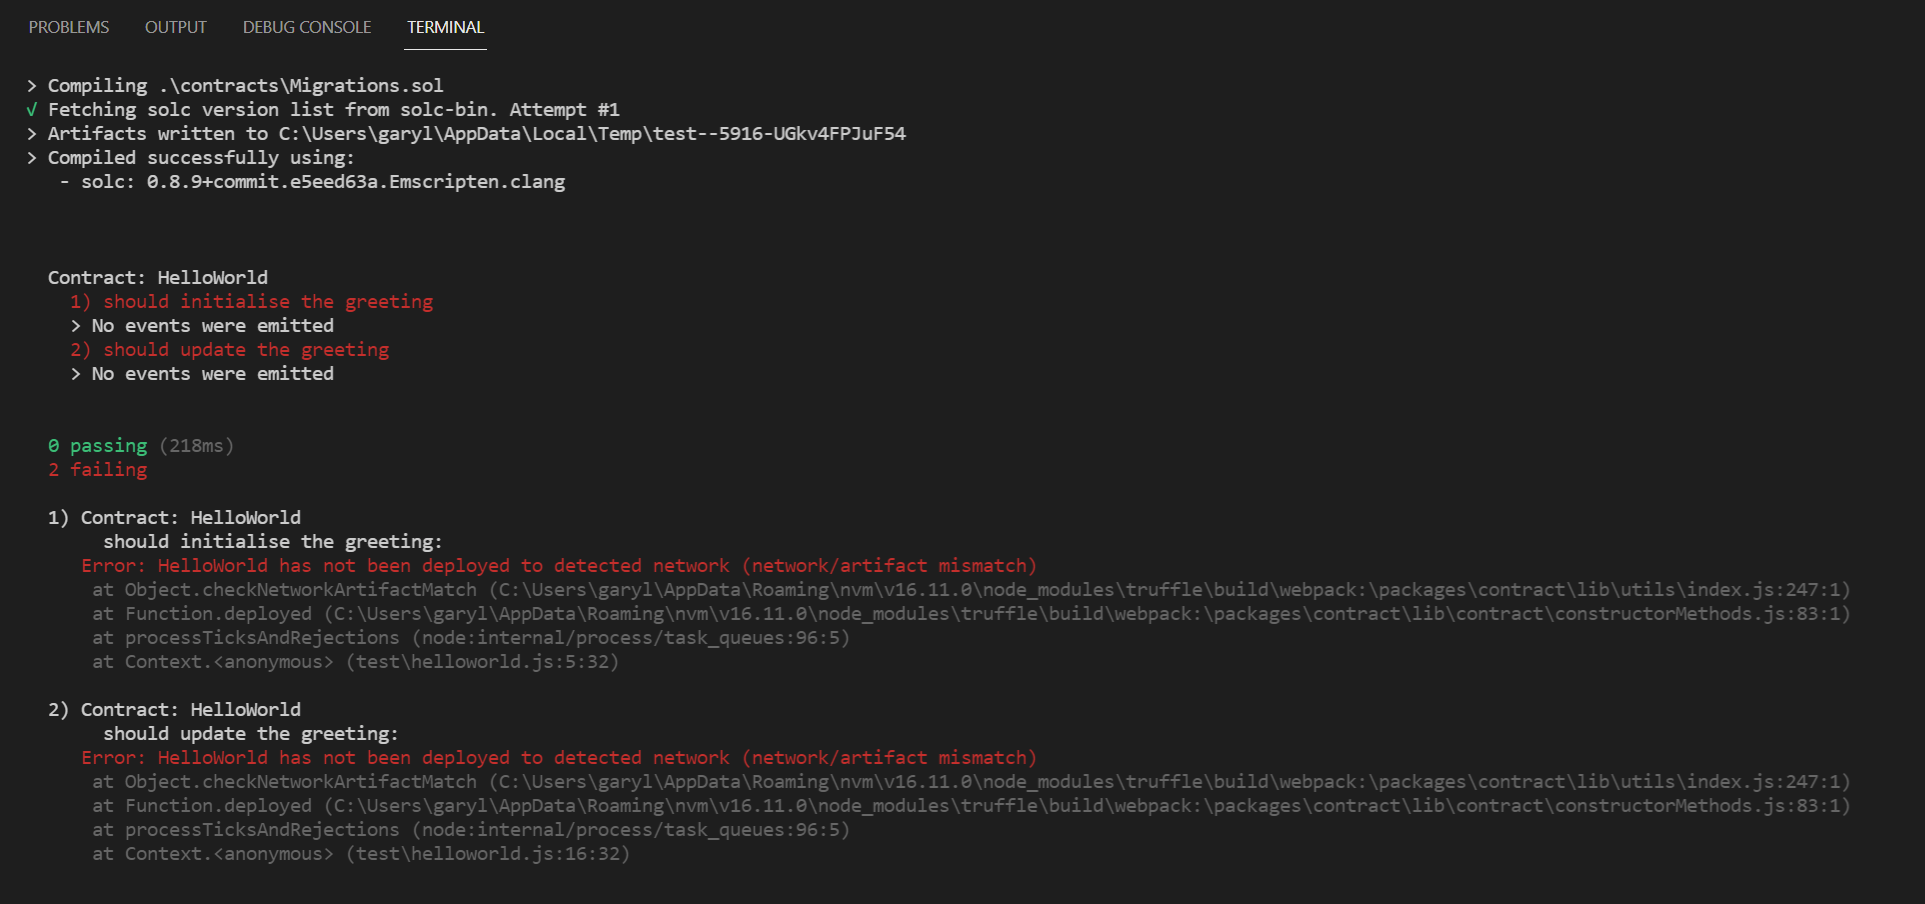 PROBLEMS OUTPUT DEBUG CONSOLE TERMINAL
> Compiling .\contracts\Migrations.sol
√ Fetching solc version list from solc-bin. Attempt #1
> Artifacts written to C:\Users\garyl\AppData\Local\Temp\test--5916-UGkv4FPJuF54
> Compiled successfully using:
- solc: 0.8.9+commit.e5eed63a.Emscripten.clang
Contract: HelloWorld
1) should initialise the greeting
> No events were emitted
2) should update the greeting
> No events were emitted
0 passing (218ms)
2 failing
1) Contract: HelloWorld
should initialise the greeting:
Error: HelloWorld has not been deployed to detected network (network/artifact mismatch)
at Object.checkNetworkArtifactMatch (C:\Users\garyl\AppData\Roaming\nvm\v16.11.0\node_modules\truffle\build\webpack:\packages\contract\lib\utils\index.js:247:1)
at Function.deployed (C:\Users\garyl\AppData\Roaming\nvm\v16.11.0\node_modules\truffle\build\webpack:\packages\contract\lib\contract\constructorMethods.js:83:1)
at processTicksAndRejections (node:internal/process/task_queues:96:5)
at Context.<anonymous> (test\helloworld.js:5:32)
2) Contract: HelloWorld
should update the greeting:
Error: HelloWorld has not been deployed to detected network (network/artifact mismatch)
at Object.checkNetworkArtifactMatch (C:\Users\garyl\AppData\Roaming\nvm\v16.11.0\node_modules\truffle\build\webpack:\packages\contract\lib\utils\index.js:247:1)
at Function.deployed (C:\Users\garyl\AppData\Roaming\nvm\v16.11.0\node_modules\truffle\build\webpack:\packages\contract\lib\contract\constructorMethods.js:83:1)
at processTicksAndRejections (node:internal/process/task_queues:96:5)
at Context.<anonymous> (test\helloworld.js:16:32)